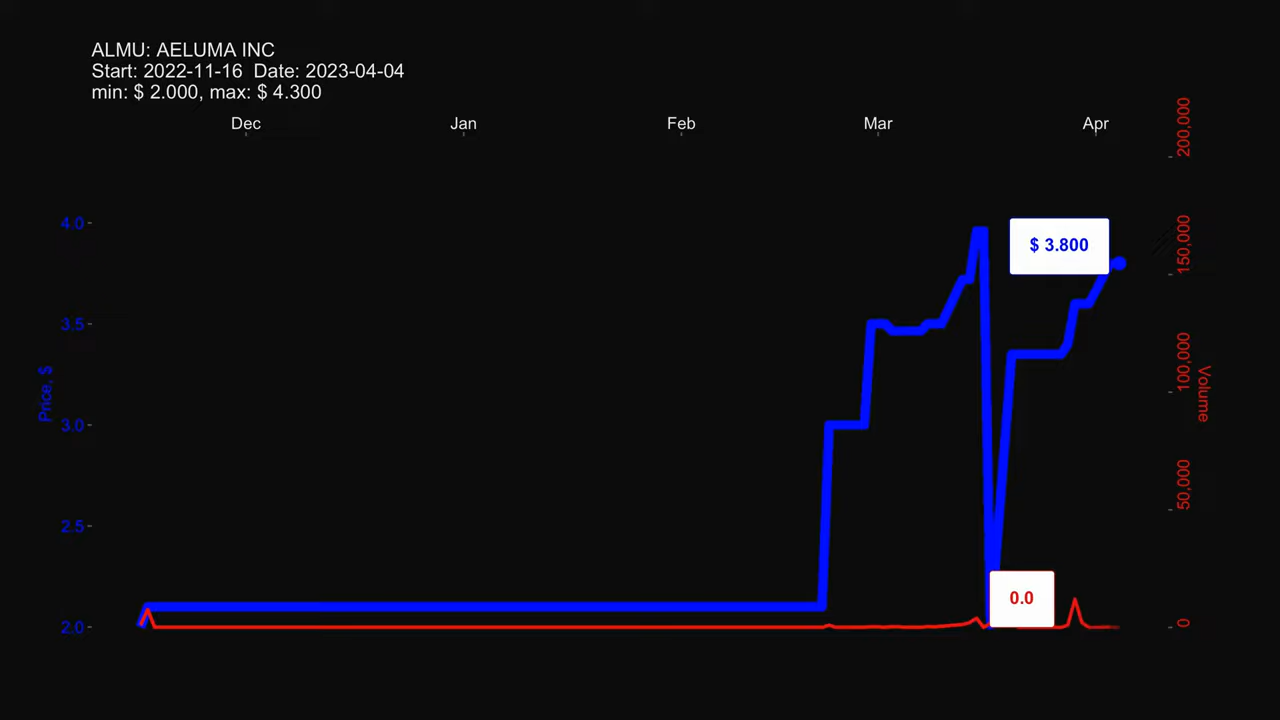 ALMU: AELUMA INC
Start: 2022-11-16  Date: 2023-04-04
min: $ 2.000, max: $ 4.300
Dec Jan Feb Mar Apr
200,000
150,000
100,000
50,000
0
Volume
4.0
3.5
3.0
2.5
2.0
Price, $
$ 3.800
0.0